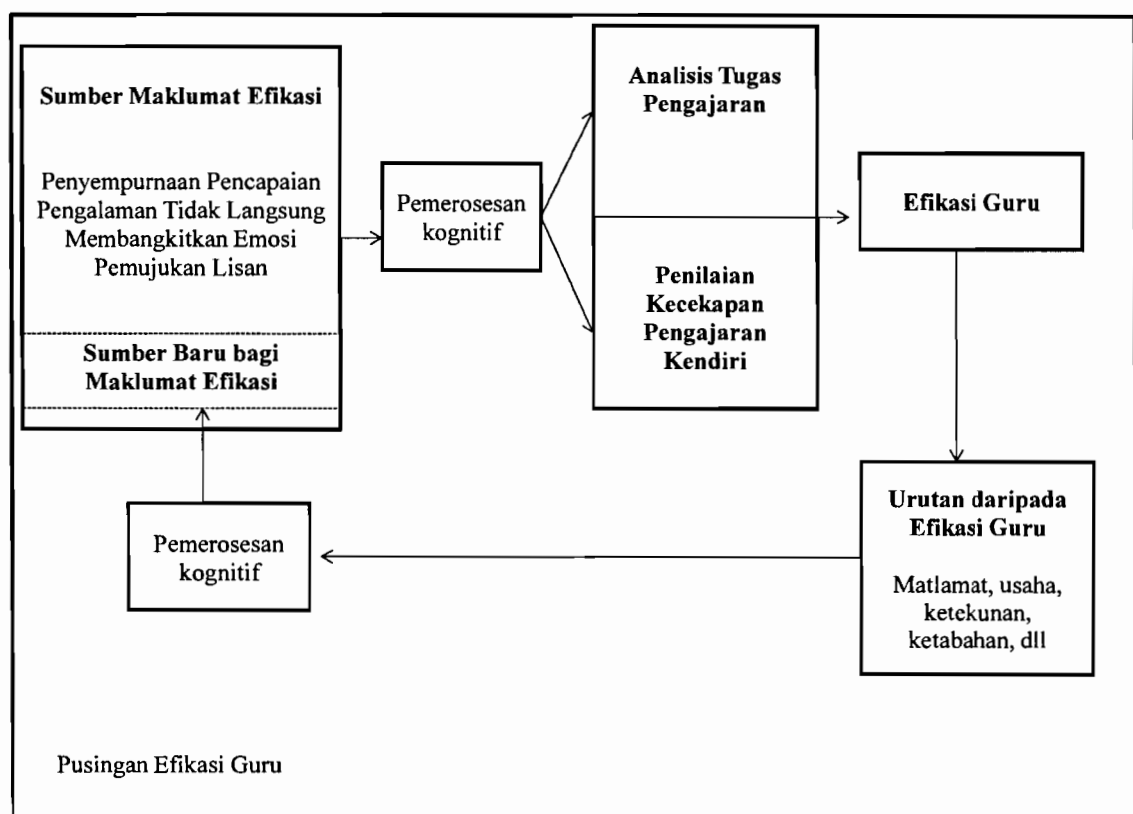 Sumber Maklumat Efikasi
Penyempurnaan Pencapaian
Pengalaman Tidak Langsung
Membangkitkan Emosi
Pemujukan Lisan
Sumber Baru bagi
Maklumat Efikasi
Pemerosesan
kognitif
Analisis Tugas
Pengajaran
Penilaian
Kecekapan
Pengajaran
Kendiri
Efikasi Guru
Urutan daripada
Efikasi Guru
Matlamat, usaha,
ketekunan,
ketabahan, dll
Pemerosesan
kognitif
Pusingan Efikasi Guru